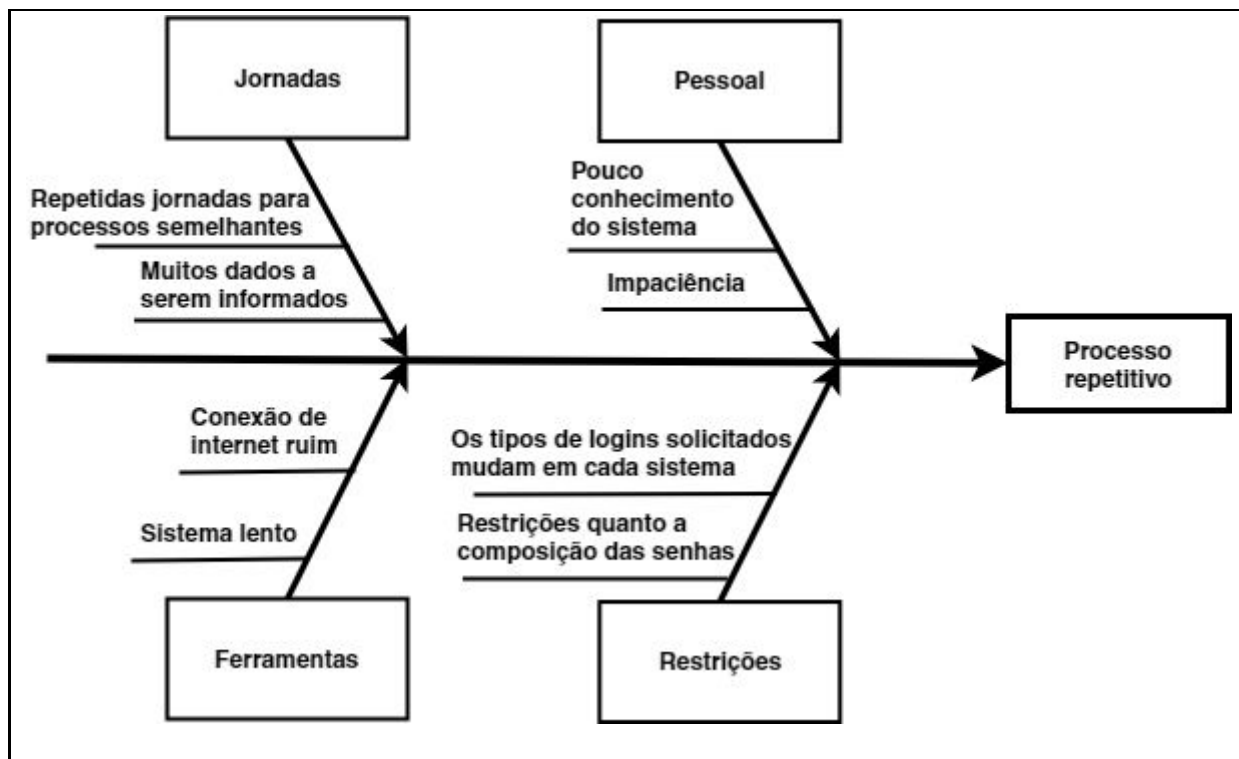 Jornadas
Pessoal
Repetidas jornadas para
processos semelhantes
Muitos dados a
serem informados
Pouco
conhecimento
do sistema
Impaciência
Processo
repetitivo
Conexão de
internet ruim
Sistema lento
Os tipos de logins solicitados
mudam em cada sistema
Restrições quanto a
composição das senhas
Ferramentas
Restrições